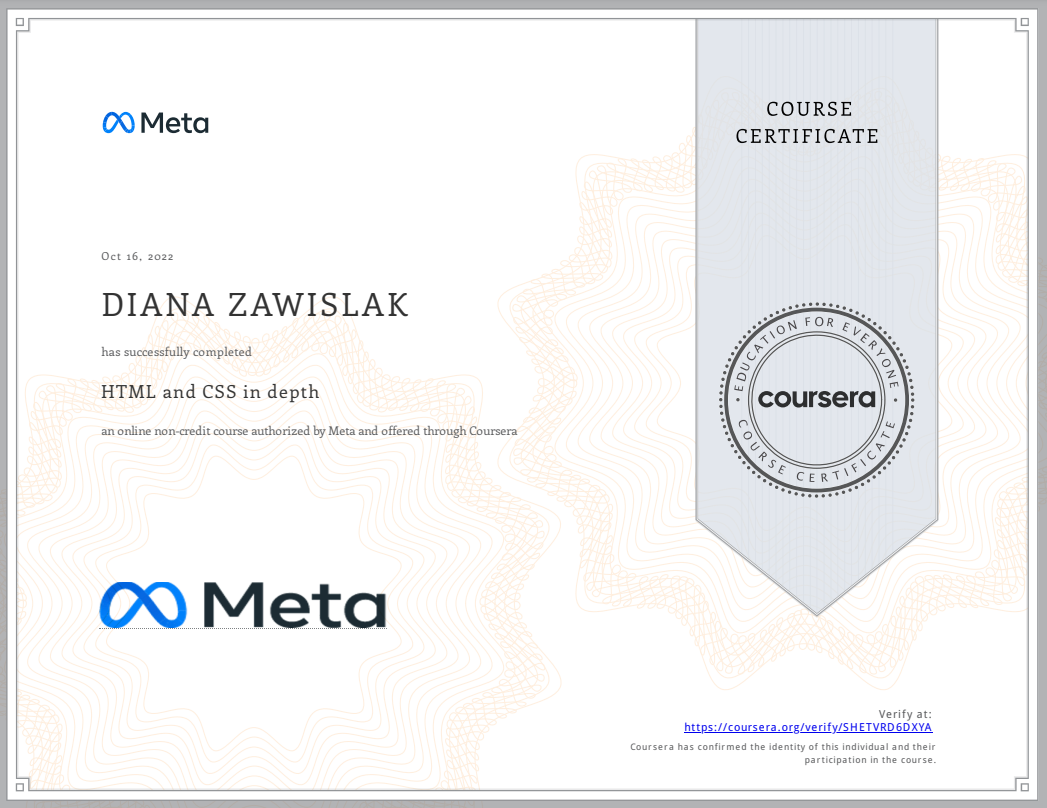 Meta
COURSE
CERTIFICATE
Oct 16, 2022
DIANA ZAWISLAK
has successfully completed
HTML and CSS in depth
an online non-credit course authorized by Meta and offered through Coursera
EDUCATION FOR EVERYONE
coursera
COURSE CERTIFICATE
Meta
Verify at:
https://coursera.org/verify/SHETVRD6DXYA
Coursera has confirmed the identity of this individual and their
participation in the course.